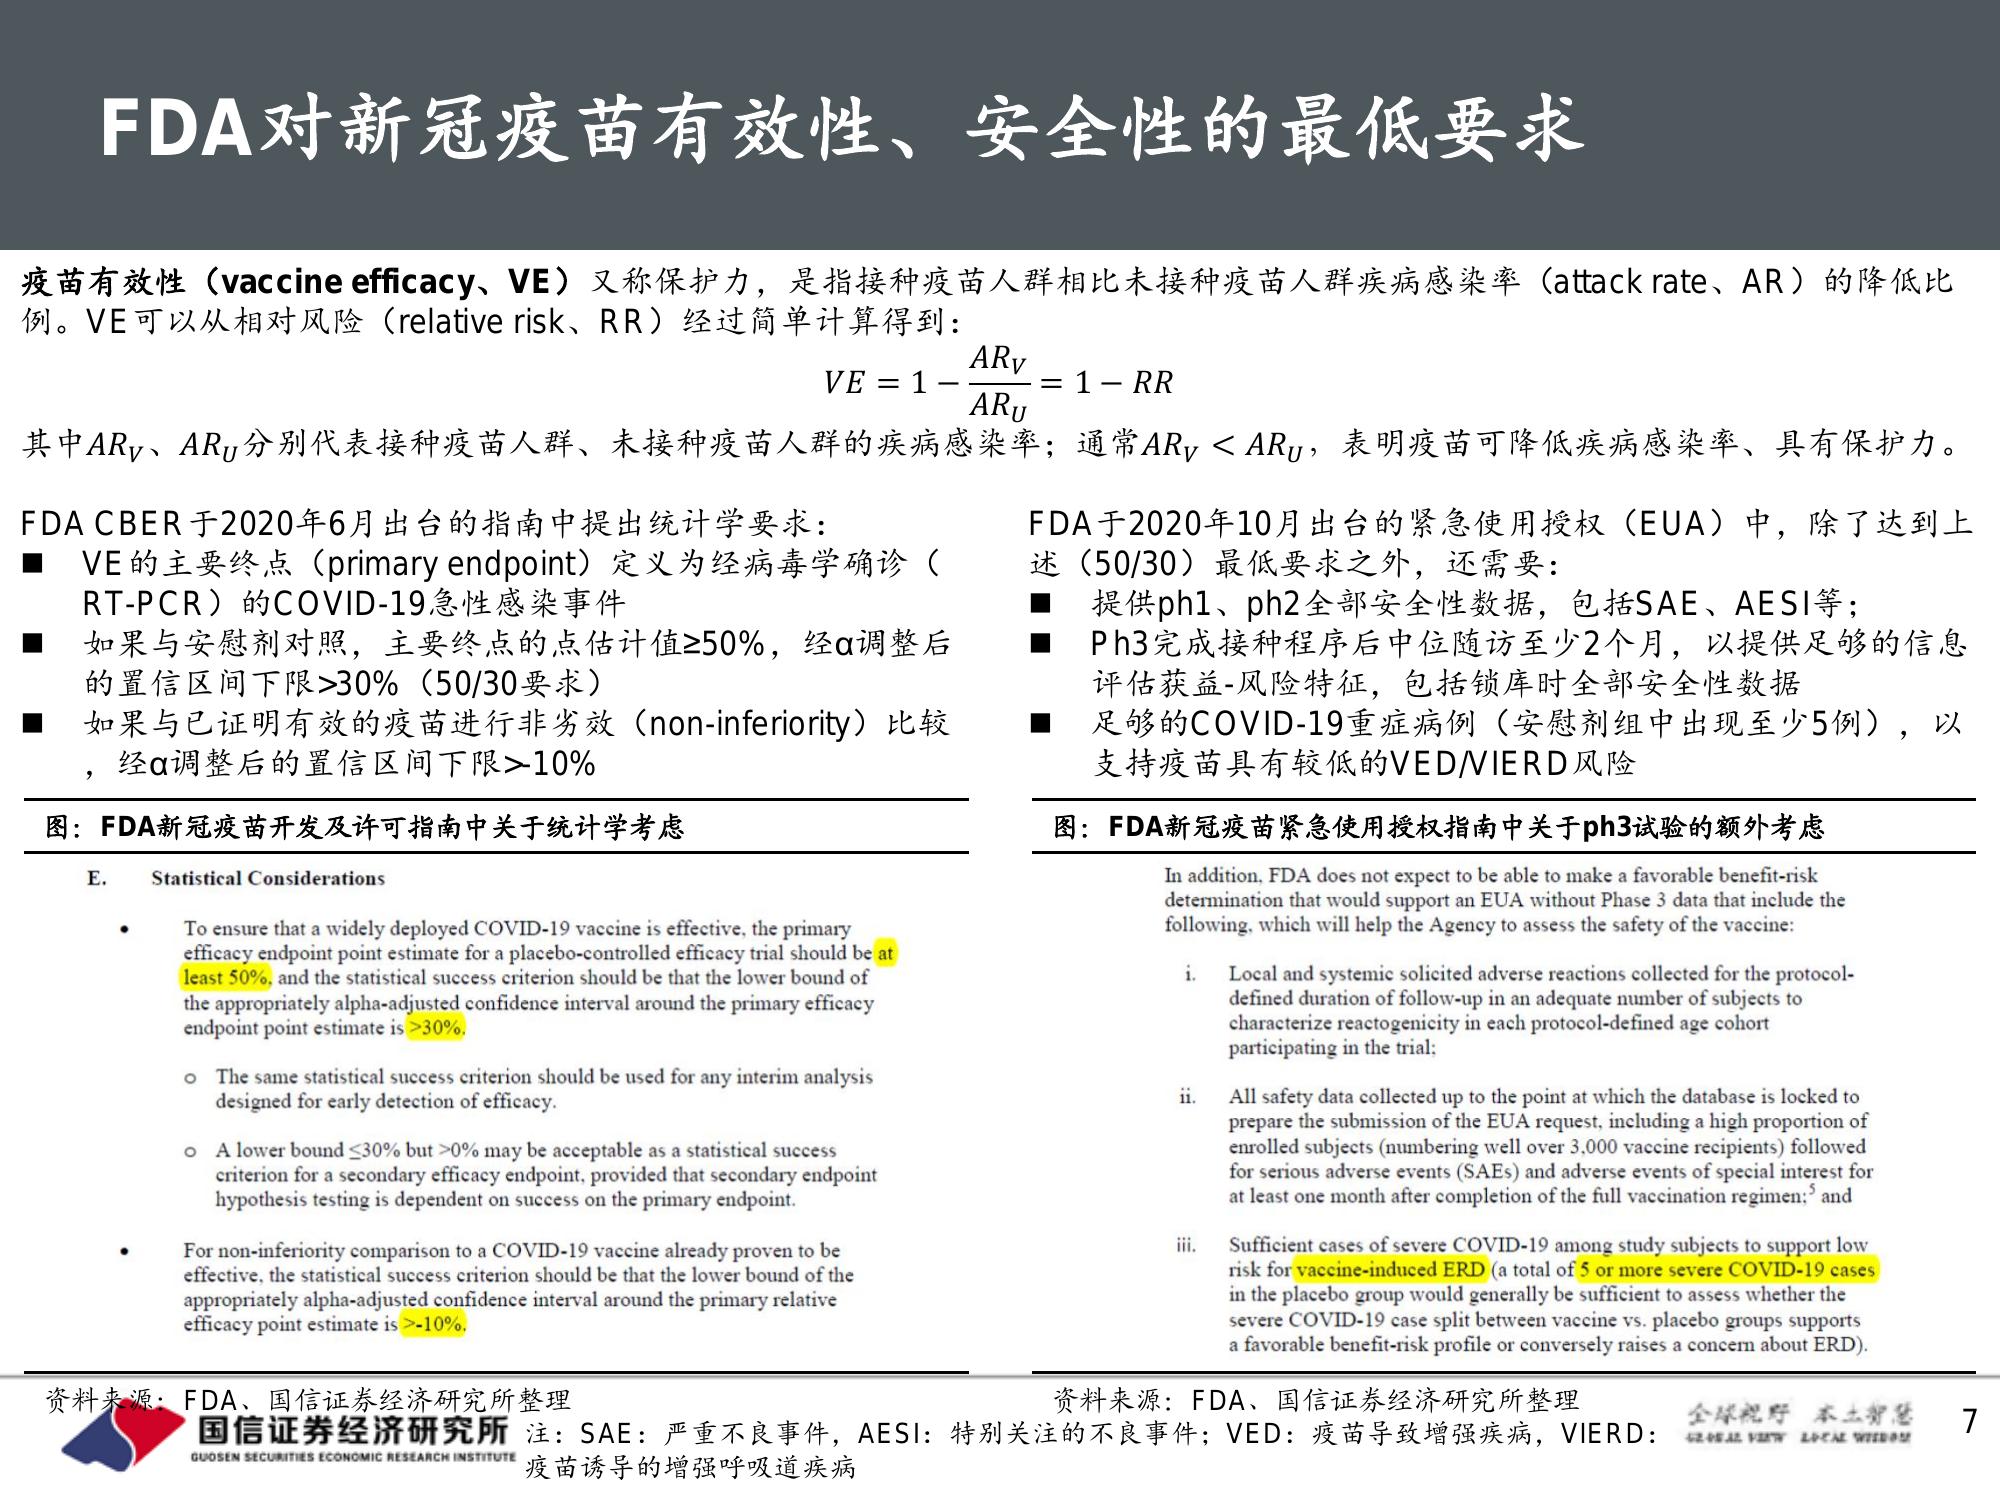 FDA对新冠疫苗有效性、安全性的最低要求
疫苗有效性（vaccine efficacy、VE）又称保护力，是指接种疫苗人群相比未接种疫苗人群疾病感染率（attack rate、AR）的降低比
例。VE可以从相对风险（relative risk、RR）经过简单计算得到：
VE = 1 − AR_V / AR_U = 1 − RR
其中AR_V、AR_U分别代表接种疫苗人群、未接种疫苗人群的疾病感染率；通常AR_V < AR_U，表明疫苗可降低疾病感染率、具有保护力。
FDA CBER于2020年6月出台的指南中提出统计学要求：
■ VE的主要终点（primary endpoint）定义为经病毒学确诊（
RT-PCR）的COVID-19急性感染事件
■ 如果与安慰剂对照，主要终点的点估计值≥50%，经α调整后
的置信区间下限>30%（50/30要求）
■ 如果与已证明有效的疫苗进行非劣效（non-inferiority）比较
，经α调整后的置信区间下限>-10%
图：FDA新冠疫苗开发及许可指南中关于统计学考虑
E. Statistical Considerations
• To ensure that a widely deployed COVID-19 vaccine is effective, the primary
efficacy endpoint point estimate for a placebo-controlled efficacy trial should be at
least 50%, and the statistical success criterion should be that the lower bound of
the appropriately alpha-adjusted confidence interval around the primary efficacy
endpoint point estimate is >30%.
o The same statistical success criterion should be used for any interim analysis
designed for early detection of efficacy.
o A lower bound ≤30% but >0% may be acceptable as a statistical success
criterion for a secondary efficacy endpoint, provided that secondary endpoint
hypothesis testing is dependent on success on the primary endpoint.
• For non-inferiority comparison to a COVID-19 vaccine already proven to be
effective, the statistical success criterion should be that the lower bound of the
appropriately alpha-adjusted confidence interval around the primary relative
efficacy point estimate is >-10%.
资料来源：FDA、国信证券经济研究所整理
FDA于2020年10月出台的紧急使用授权（EUA）中，除了达到上
述（50/30）最低要求之外，还需要：
■ 提供ph1、ph2全部安全性数据，包括SAE、AESI等；
■ Ph3完成接种程序后中位随访至少2个月，以提供足够的信息
评估获益-风险特征，包括锁库时全部安全性数据
■ 足够的COVID-19重症病例（安慰剂组中出现至少5例），以
支持疫苗具有较低的VED/VIERD风险
图：FDA新冠疫苗紧急使用授权指南中关于ph3试验的额外考虑
In addition, FDA does not expect to be able to make a favorable benefit-risk
determination that would support an EUA without Phase 3 data that include the
following, which will help the Agency to assess the safety of the vaccine:
i. Local and systemic solicited adverse reactions collected for the protocol-
defined duration of follow-up in an adequate number of subjects to
characterize reactogenicity in each protocol-defined age cohort
participating in the trial;
ii. All safety data collected up to the point at which the database is locked to
prepare the submission of the EUA request, including a high proportion of
enrolled subjects (numbering well over 3,000 vaccine recipients) followed
for serious adverse events (SAEs) and adverse events of special interest for
at least one month after completion of the full vaccination regimen;5 and
iii. Sufficient cases of severe COVID-19 among study subjects to support low
risk for vaccine-induced ERD (a total of 5 or more severe COVID-19 cases
in the placebo group would generally be sufficient to assess whether the
severe COVID-19 case split between vaccine vs. placebo groups supports
a favorable benefit-risk profile or conversely raises a concern about ERD).
资料来源：FDA、国信证券经济研究所整理
国信证券经济研究所
GUOSEN SECURITIES ECONOMIC RESEARCH INSTITUTE
注：SAE：严重不良事件，AESI：特别关注的不良事件；VED：疫苗导致增强疾病，VIERD：
疫苗诱导的增强呼吸道疾病
全球视野 本土智慧
GLOBAL VIEW LOCAL WISDOM
7